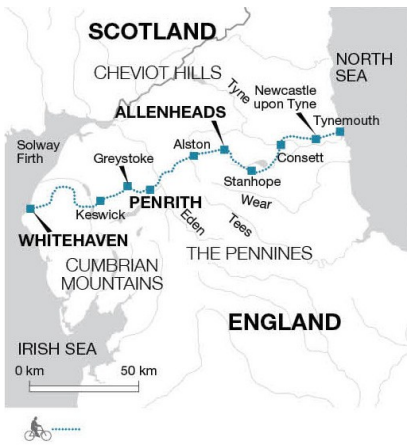 SCOTLAND
NORTH
SEA
CHEVIOT HILLS
Tyne
Newcastle
upon Tyne
ALLENHEADS
Tynemouth
Solway
Firth
Alston
Greystoke
Consett
Stanhope
Keswick
PENRITH
Wear
Eden
Tees
WHITEHAVEN
THE PENNINES
CUMBRIAN
MOUNTAINS
ENGLAND
IRISH SEA
0 km
50 km